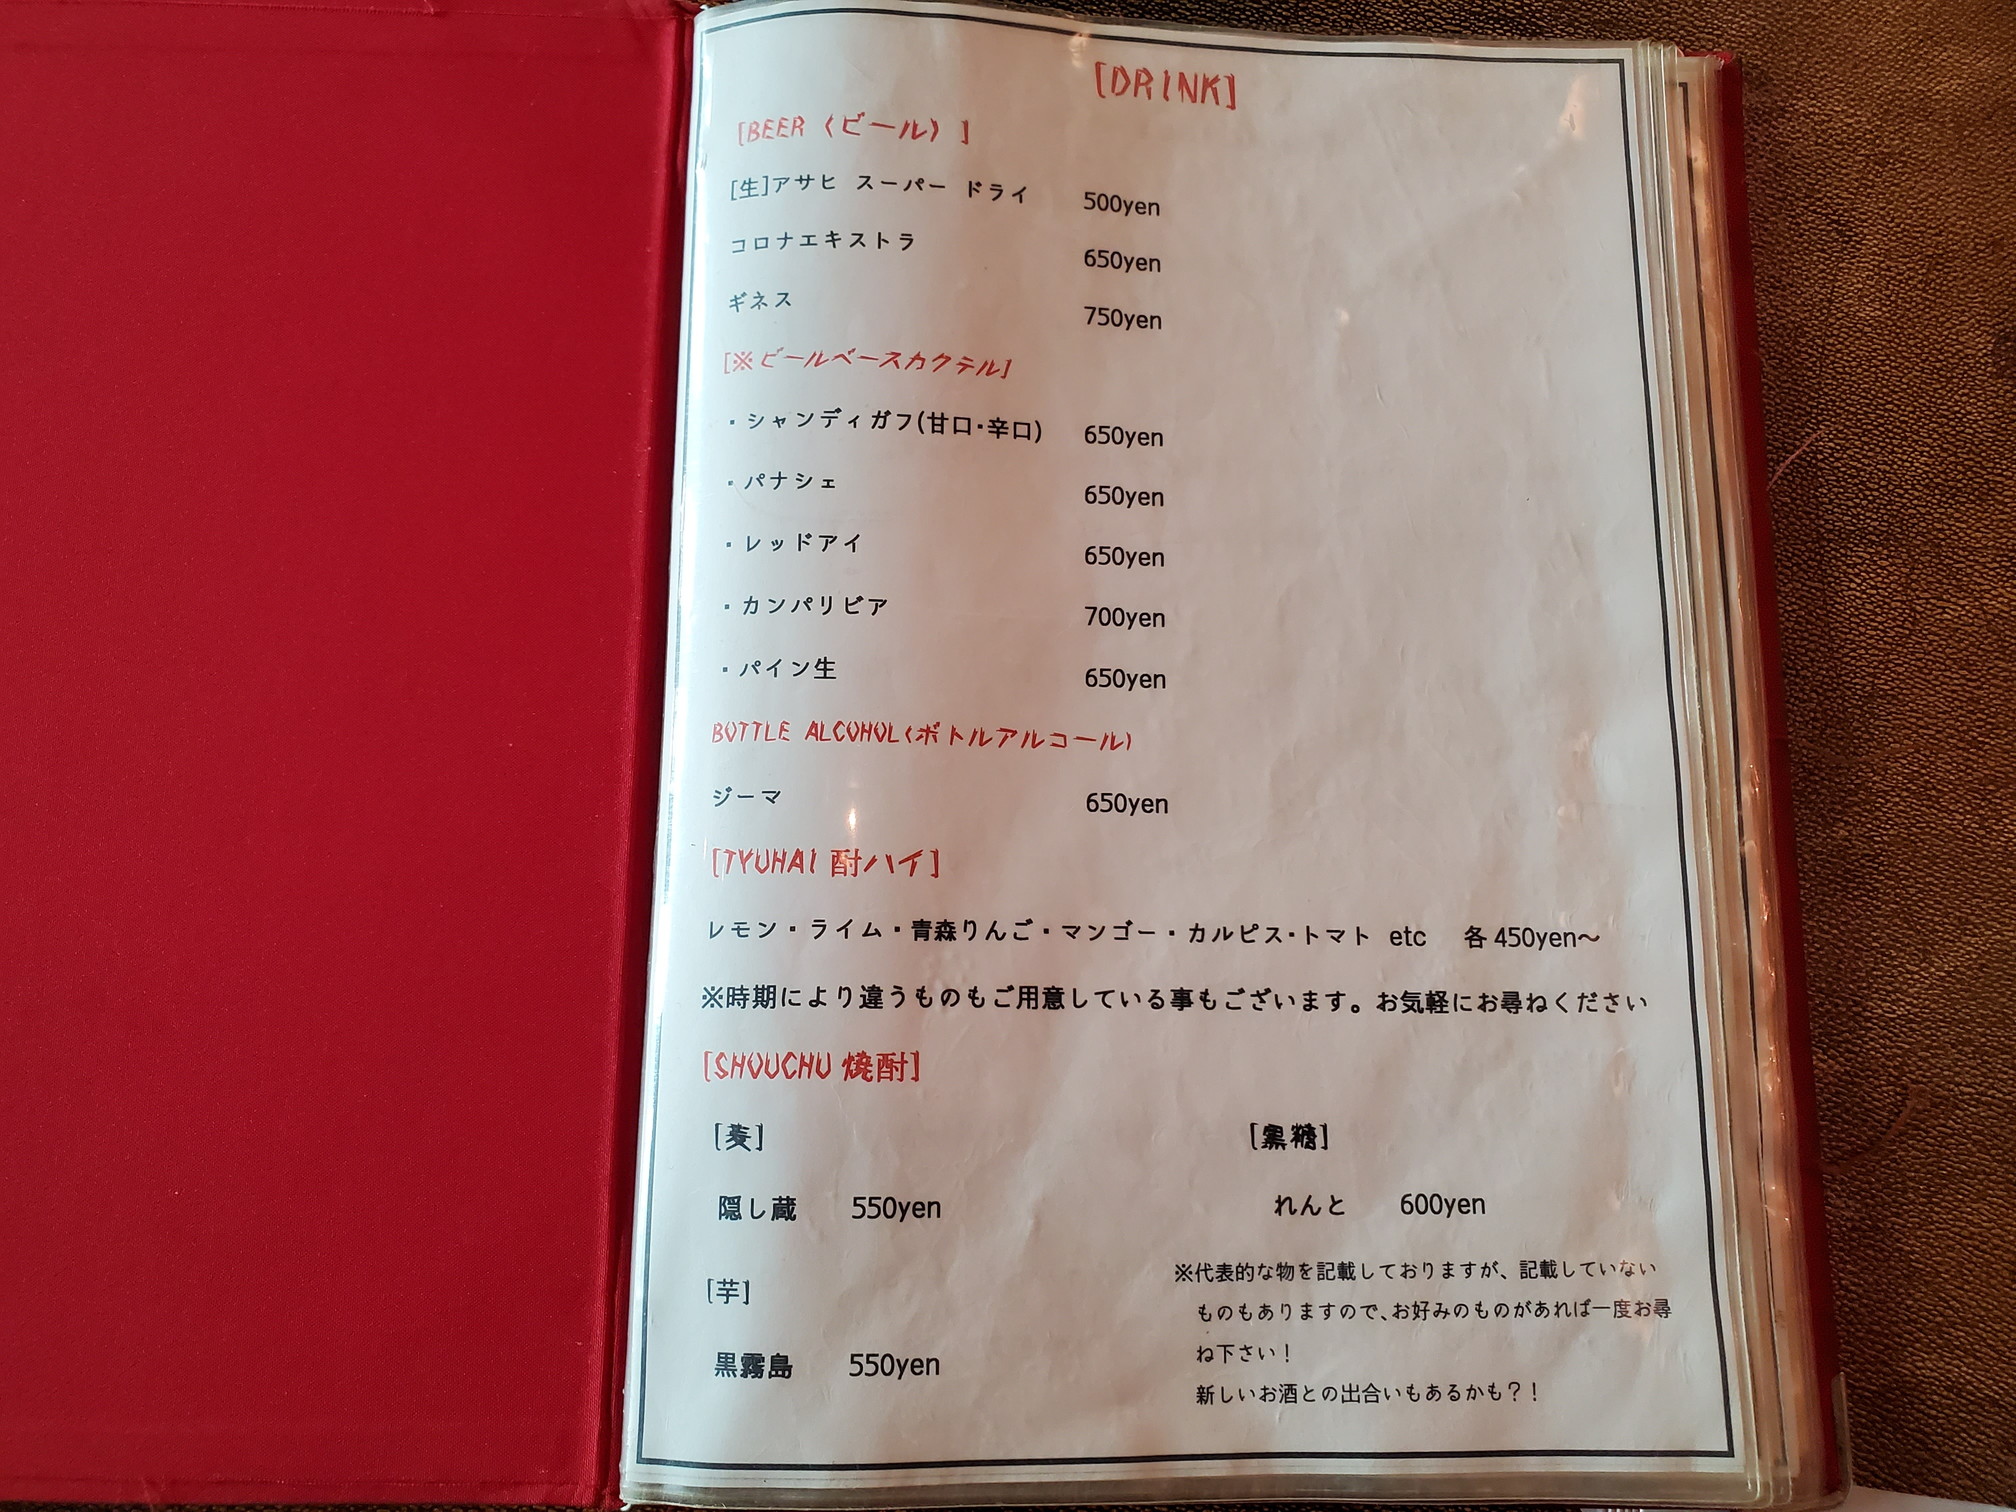 [DRINK]
[BEER〈ビール〉]
[生]アサヒ スーパー ドライ 500yen
コロナエキストラ 650yen
ギネス 750yen
[※ビールベースカクテル]
・シャンディガフ(甘口・辛口) 650yen
・パナシェ 650yen
・レッドアイ 650yen
・カンパリビア 700yen
・パイン生 650yen
BOTTLE ALCOHOL〈ボトルアルコール〉
ジーマ 650yen
[TYUHAI 酎ハイ]
レモン・ライム・青森りんご・マンゴー・カルピス・トマト etc 各450yen～
※時期により違うものもご用意している事もございます。お気軽にお尋ねください
[SHOUCHU 焼酎]
[麦]
隠し蔵 550yen
[芋]
黒霧島 550yen
[黒糖]
れんと 600yen
※代表的な物を記載しておりますが、記載していない
ものもありますので、お好みのものがあれば一度お尋
ね下さい！
新しいお酒との出合いもあるかも？！